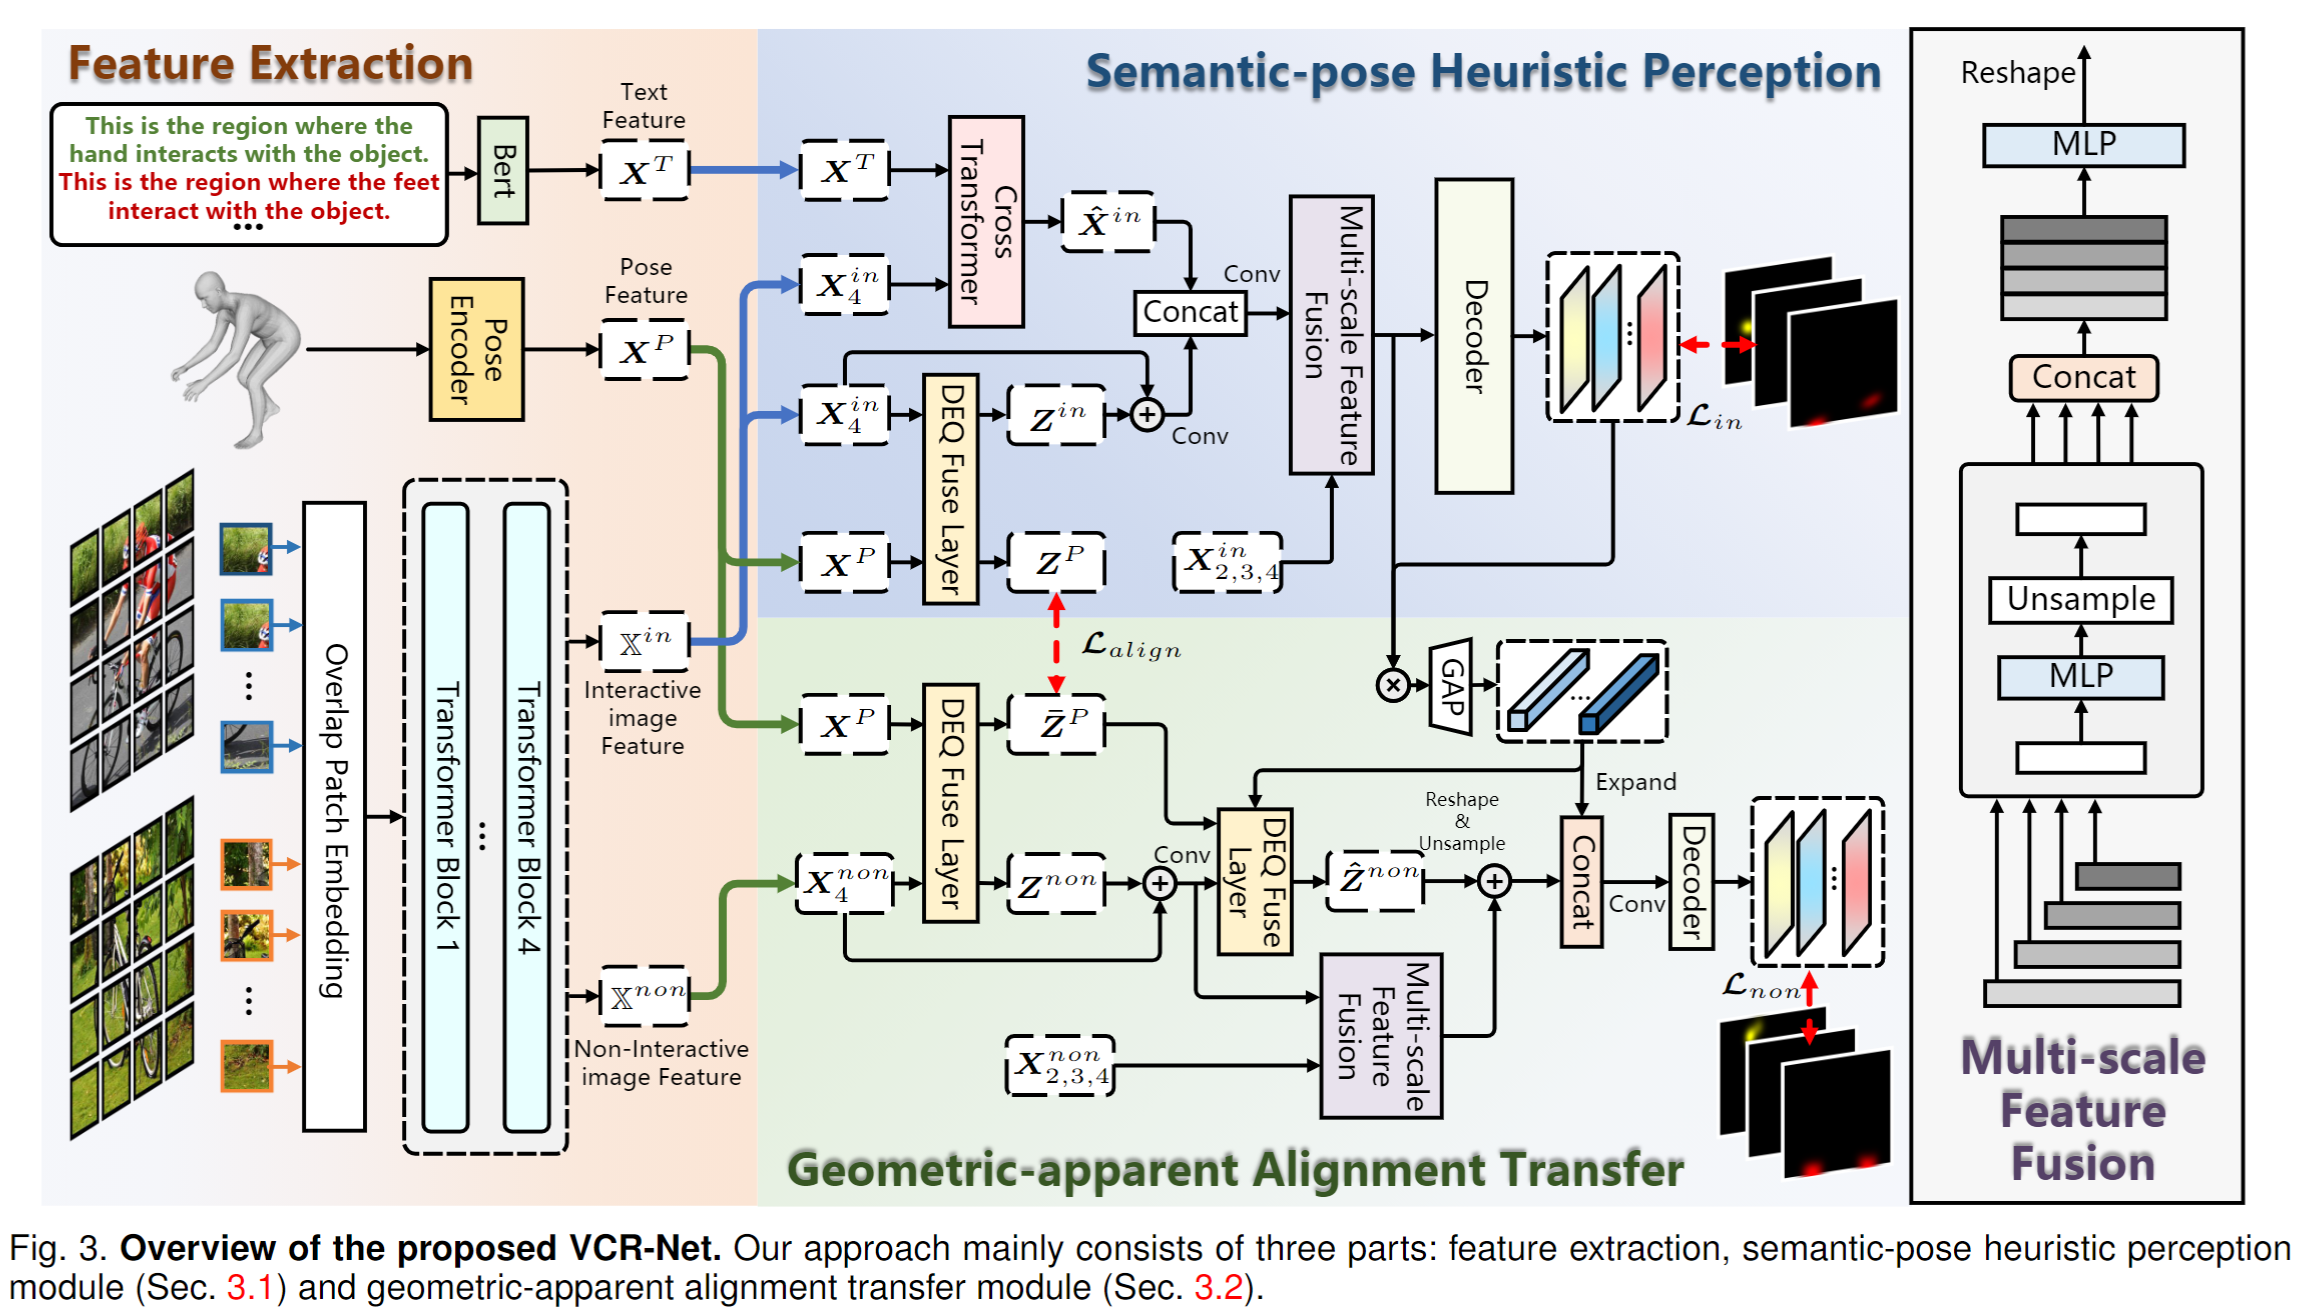 Feature Extraction
This is the region where the
hand interacts with the object.
This is the region where the feet
interact with the object.
...
Bert
Text
Feature
X^T
Pose
Encoder
Pose
Feature
X^P
Overlap Patch Embedding
Transformer Block 1
...
Transformer Block 4
𝕏^{in}
Interactive
image
Feature
𝕏^{non}
Non-Interactive
image Feature
Semantic-pose Heuristic Perception
X^T
X_4^{in}
Cross
Transformer
X̂^{in}
Concat
Conv
X_4^{in}
DEQ Fuse Layer
Z^{in}
+
Conv
X^P
Z^P
X_{2,3,4}^{in}
Multi-scale Feature
Fusion
Decoder
ℒ_{in}
ℒ_{align}
X^P
DEQ Fuse Layer
Z̄^P
X_4^{non}
Z^{non}
Conv
+
×
GAP
...
Expand
DEQ Fuse
Layer
Ẑ^{non}
Reshape
&
Unsample
+
X_{2,3,4}^{non}
Multi-scale
Feature
Fusion
Concat
Conv
Decoder
ℒ_{non}
Geometric-apparent Alignment Transfer
Reshape
MLP
Concat
Unsample
MLP
Multi-scale
Feature
Fusion
Fig. 3. Overview of the proposed VCR-Net. Our approach mainly consists of three parts: feature extraction, semantic-pose heuristic perception
module (Sec. 3.1) and geometric-apparent alignment transfer module (Sec. 3.2).